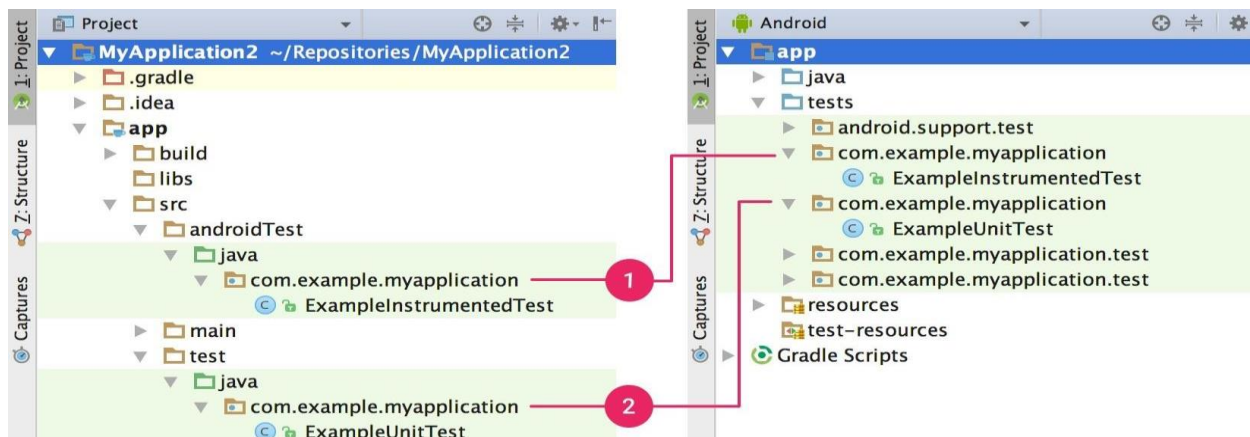 Project
MyApplication2 ~/Repositories/MyApplication2
.gradle
.idea
app
build
libs
src
androidTest
java
com.example.myapplication
ExampleInstrumentedTest
main
test
java
com.example.myapplication
ExampleUnitTest
1: Project
7: Structure
Captures
1
2
Android
app
java
tests
android.support.test
com.example.myapplication
ExampleInstrumentedTest
com.example.myapplication
ExampleUnitTest
com.example.myapplication.test
com.example.myapplication.test
resources
test-resources
Gradle Scripts
1: Project
7: Structure
Captures